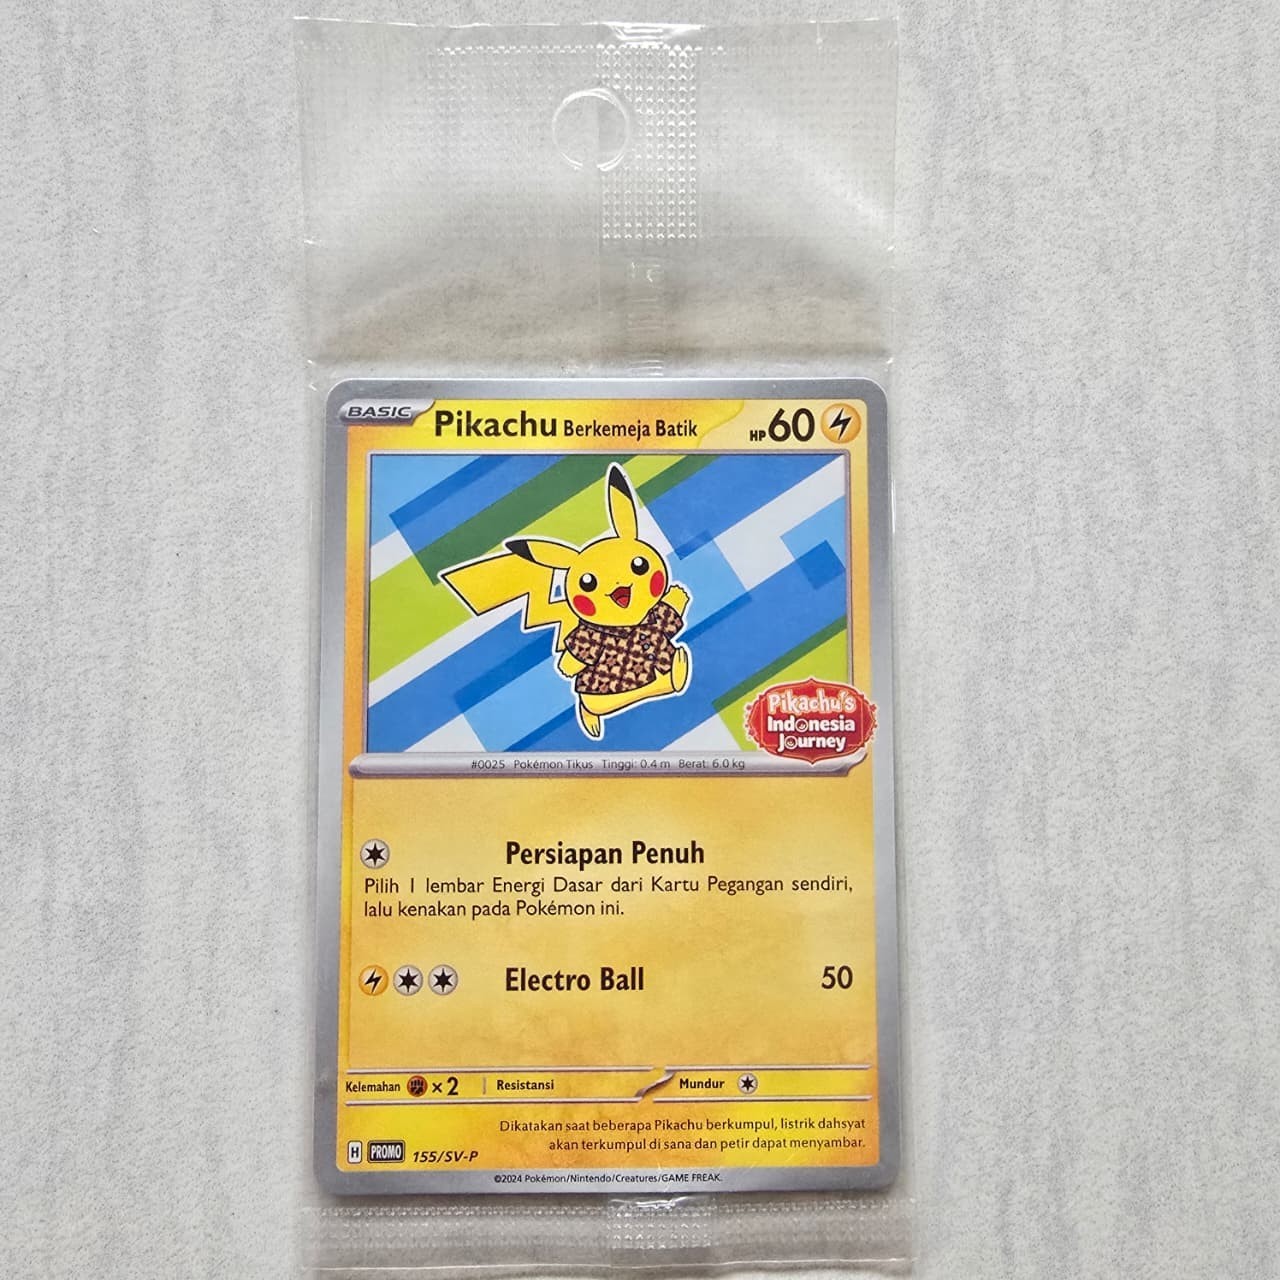 BASIC
Pikachu Berkemeja Batik
HP 60
Pikachu's
Indonesia
Journey
#0025 Pokémon Tikus Tinggi: 0.4 m Berat: 6.0 kg
Persiapan Penuh
Pilih 1 lembar Energi Dasar dari Kartu Pegangan sendiri,
lalu kenakan pada Pokémon ini.
Electro Ball 50
Kelemahan ×2 Resistansi Mundur
Dikatakan saat beberapa Pikachu berkumpul, listrik dahsyat
akan terkumpul di sana dan petir dapat menyambar.
H PROMO 155/SV-P
©2024 Pokémon/Nintendo/Creatures/GAME FREAK.